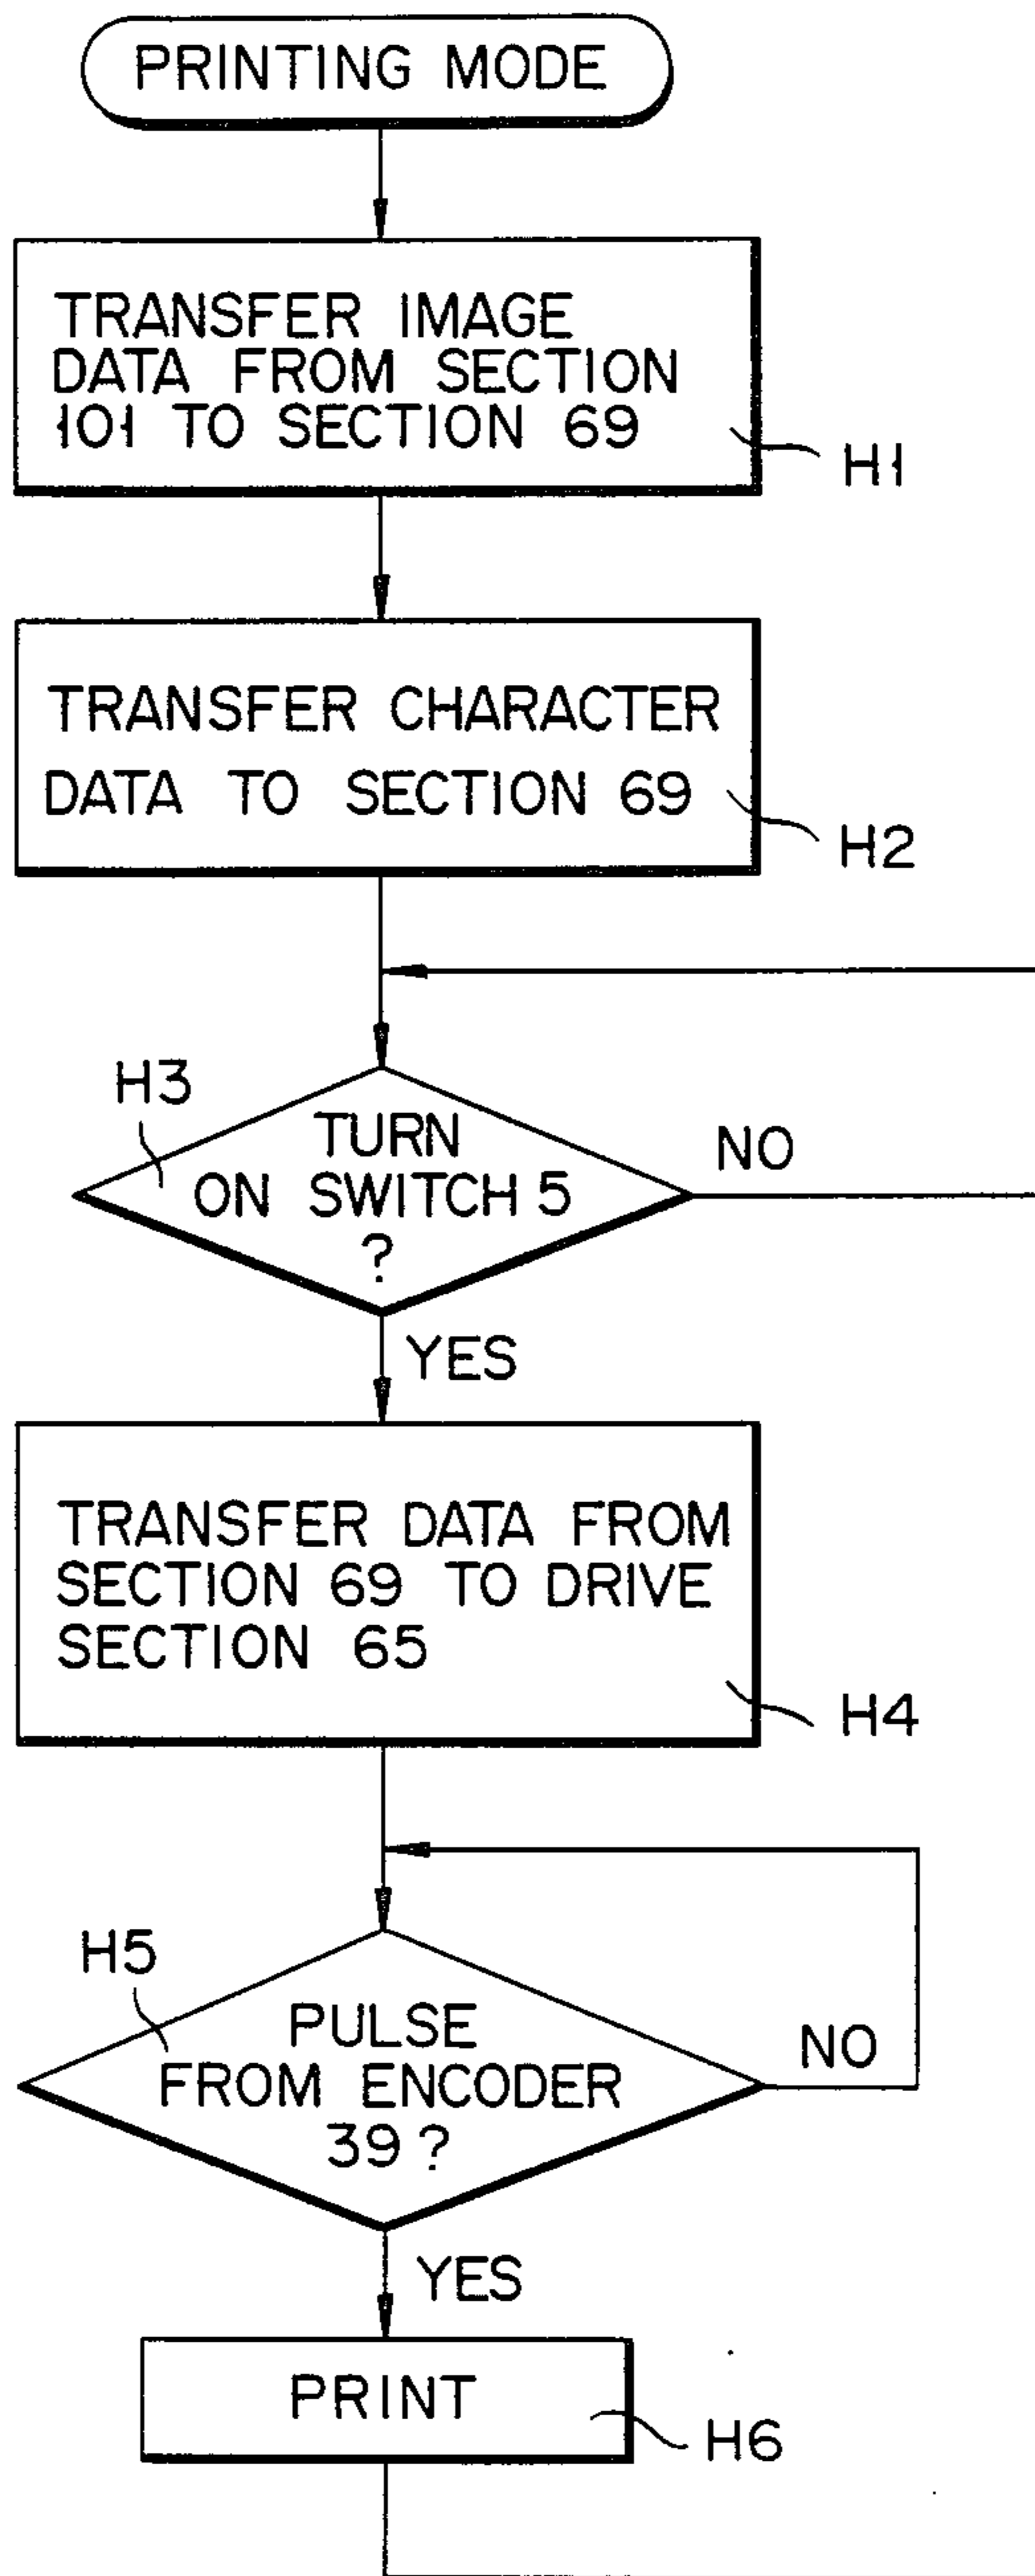 PRINTING MODE
TRANSFER IMAGE
DATA FROM SECTION
101 TO SECTION 69
H1
TRANSFER CHARACTER
DATA TO SECTION 69
H2
H3
TURN
ON SWITCH 5
?
NO
YES
TRANSFER DATA FROM
SECTION 69 TO DRIVE
SECTION 65
H4
H5
PULSE
FROM ENCODER
39 ?
NO
YES
PRINT
H6